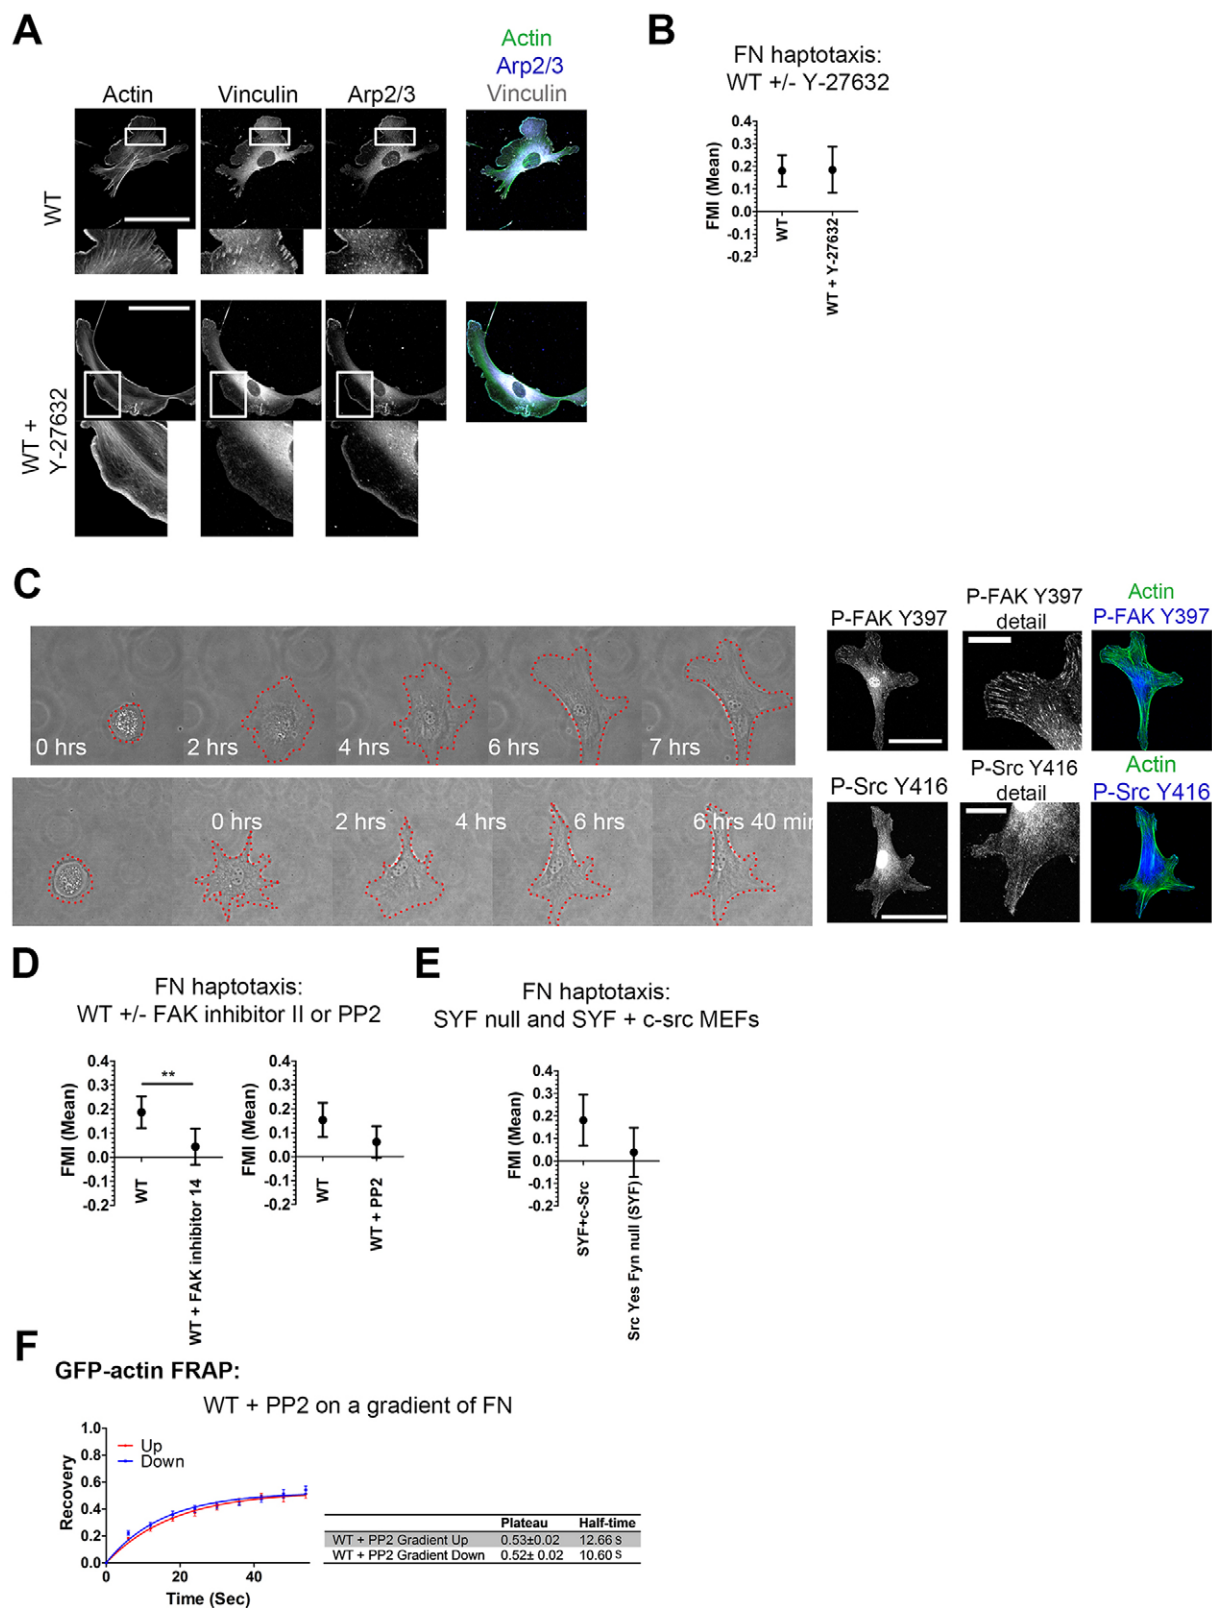 A
Actin
Arp2/3
Vinculin
Actin
Vinculin
Arp2/3
WT
WT +
Y-27632
B
FN haptotaxis:
WT +/- Y-27632
FMI (Mean)
0.4
0.3
0.2
0.1
0.0
-0.1
-0.2
WT
WT + Y-27632
C
0 hrs
2 hrs
4 hrs
6 hrs
7 hrs
0 hrs
2 hrs
4 hrs
6 hrs
6 hrs 40 min
P-FAK Y397
P-FAK Y397
detail
Actin
P-FAK Y397
P-Src Y416
P-Src Y416
detail
Actin
P-Src Y416
D
FN haptotaxis:
WT +/- FAK inhibitor II or PP2
FMI (Mean)
0.4
0.3
0.2
0.1
0.0
-0.1
-0.2
**
WT
WT + FAK inhibitor 14
FMI (Mean)
0.4
0.3
0.2
0.1
0.0
-0.1
-0.2
WT
WT + PP2
E
FN haptotaxis:
SYF null and SYF + c-src MEFs
FMI (Mean)
0.4
0.3
0.2
0.1
0.0
-0.1
-0.2
SYF+c-Src
Src Yes Fyn null (SYF)
F
GFP-actin FRAP:
WT + PP2 on a gradient of FN
Recovery
1.0
0.8
0.6
0.4
0.2
0.0
Up
Down
0
20
40
Time (Sec)
Plateau Half-time
WT + PP2 Gradient Up 0.53±0.02 12.66 s
WT + PP2 Gradient Down 0.52± 0.02 10.60 s